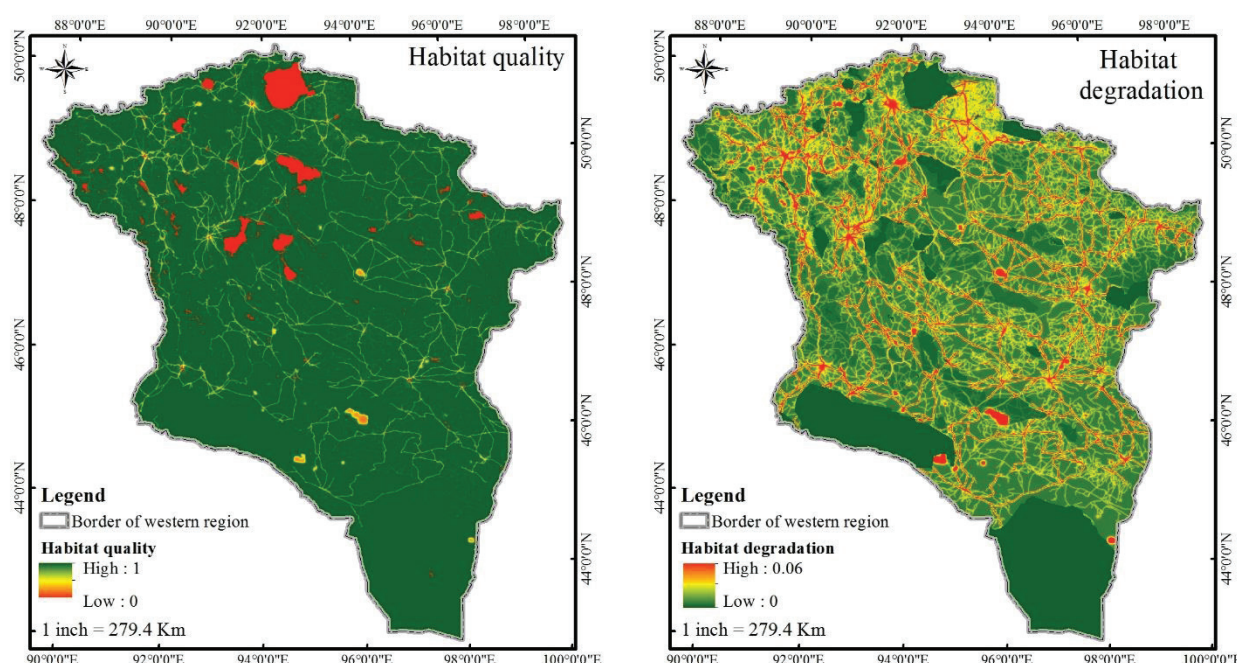 88°0'0"E 90°0'0"E 92°0'0"E 94°0'0"E 96°0'0"E 98°0'0"E
Habitat quality
N
W E
S
50°0'0"N
48°0'0"N
46°0'0"N
44°0'0"N
50°0'0"N
48°0'0"N
46°0'0"N
44°0'0"N
Legend
Border of western region
Habitat quality
High : 1
Low : 0
1 inch = 279.4 Km
90°0'0"E 92°0'0"E 94°0'0"E 96°0'0"E 98°0'0"E 100°0'0"E
88°0'0"E 90°0'0"E 92°0'0"E 94°0'0"E 96°0'0"E 98°0'0"E
Habitat
degradation
N
W E
S
50°0'0"N
48°0'0"N
46°0'0"N
44°0'0"N
50°0'0"N
48°0'0"N
46°0'0"N
44°0'0"N
Legend
Border of western region
Habitat degradation
High : 0.06
Low : 0
1 inch = 279.4 Km
90°0'0"E 92°0'0"E 94°0'0"E 96°0'0"E 98°0'0"E 100°0'0"E